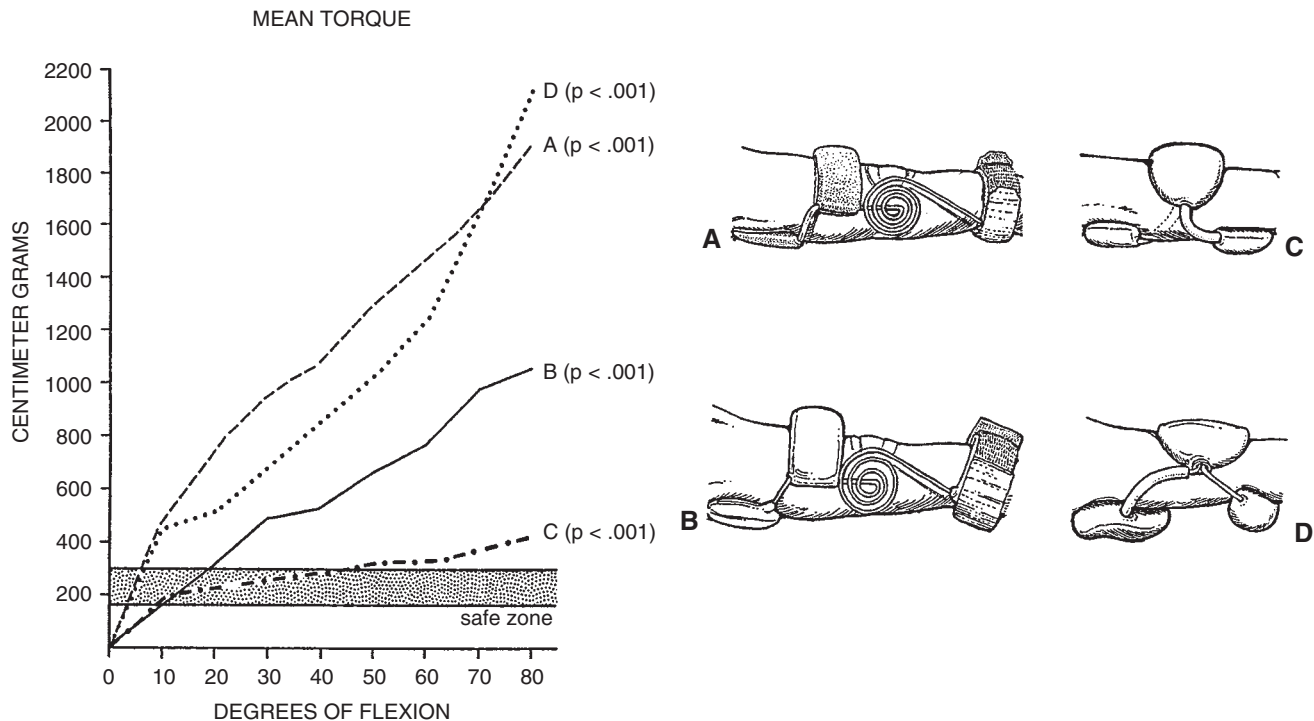 MEAN TORQUE
CENTIMETER GRAMS
2200
2000
1800
1600
1400
1200
1000
800
600
400
200
0 10 20 30 40 50 60 70 80
DEGREES OF FLEXION
D (p < .001)
A (p < .001)
B (p < .001)
C (p < .001)
safe zone
A
C
B
D